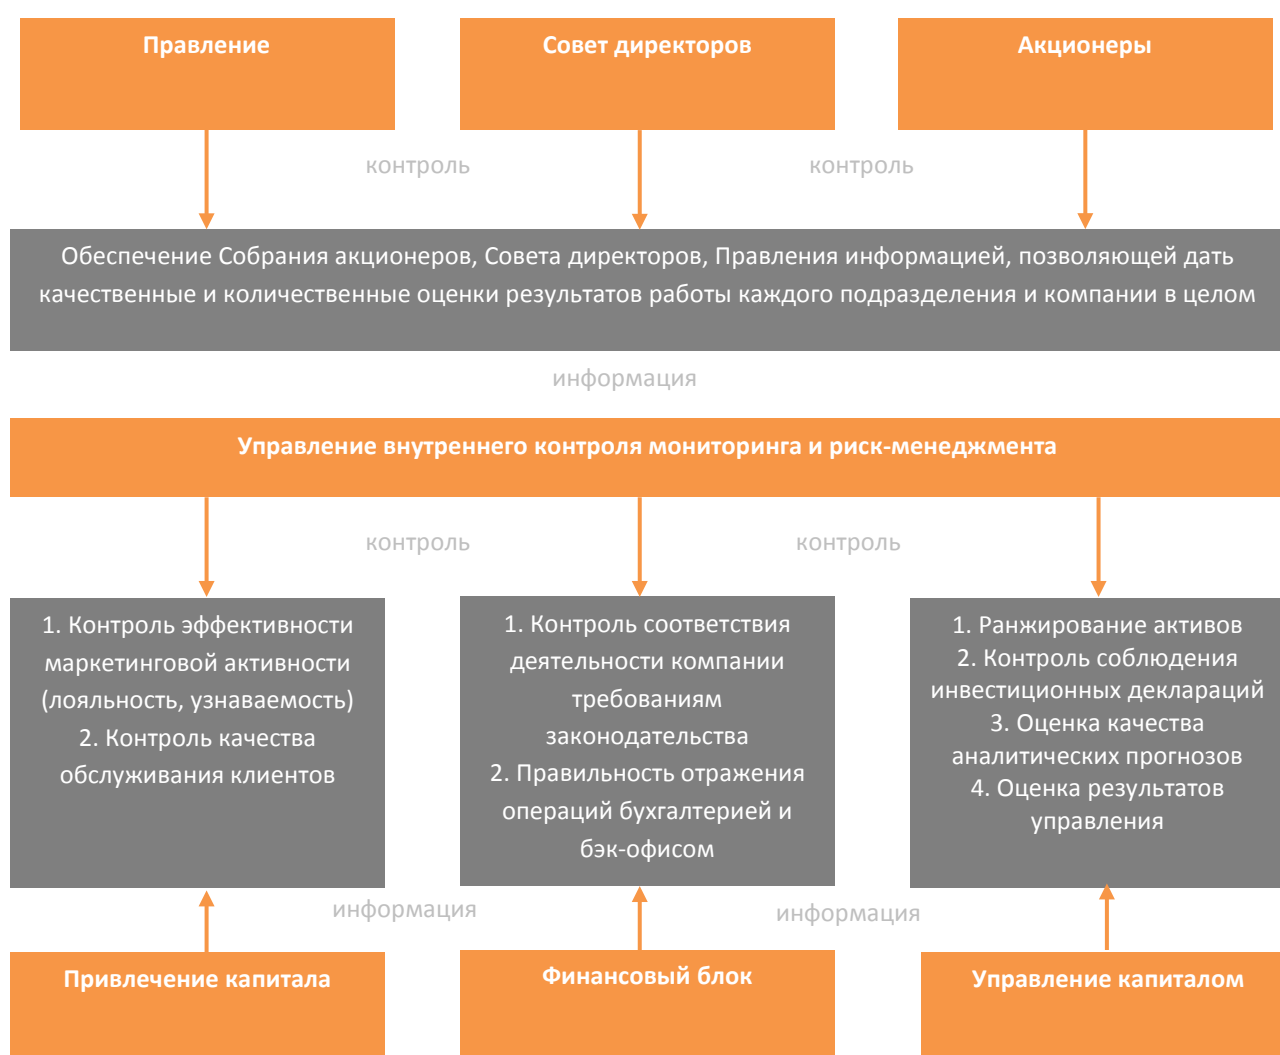 Правление
Совет директоров
Акционеры
контроль
контроль
Обеспечение Собрания акционеров, Совета директоров, Правления информацией, позволяющей дать
качественные и количественные оценки результатов работы каждого подразделения и компании в целом
информация
Управление внутреннего контроля мониторинга и риск-менеджмента
контроль
контроль
1. Контроль эффективности
маркетинговой активности
(лояльность, узнаваемость)
2. Контроль качества
обслуживания клиентов
1. Контроль соответствия
деятельности компании
требованиям
законодательства
2. Правильность отражения
операций бухгалтерией и
бэк-офисом
1. Ранжирование активов
2. Контроль соблюдения
инвестиционных деклараций
3. Оценка качества
аналитических прогнозов
4. Оценка результатов
управления
информация
информация
Привлечение капитала
Финансовый блок
Управление капиталом